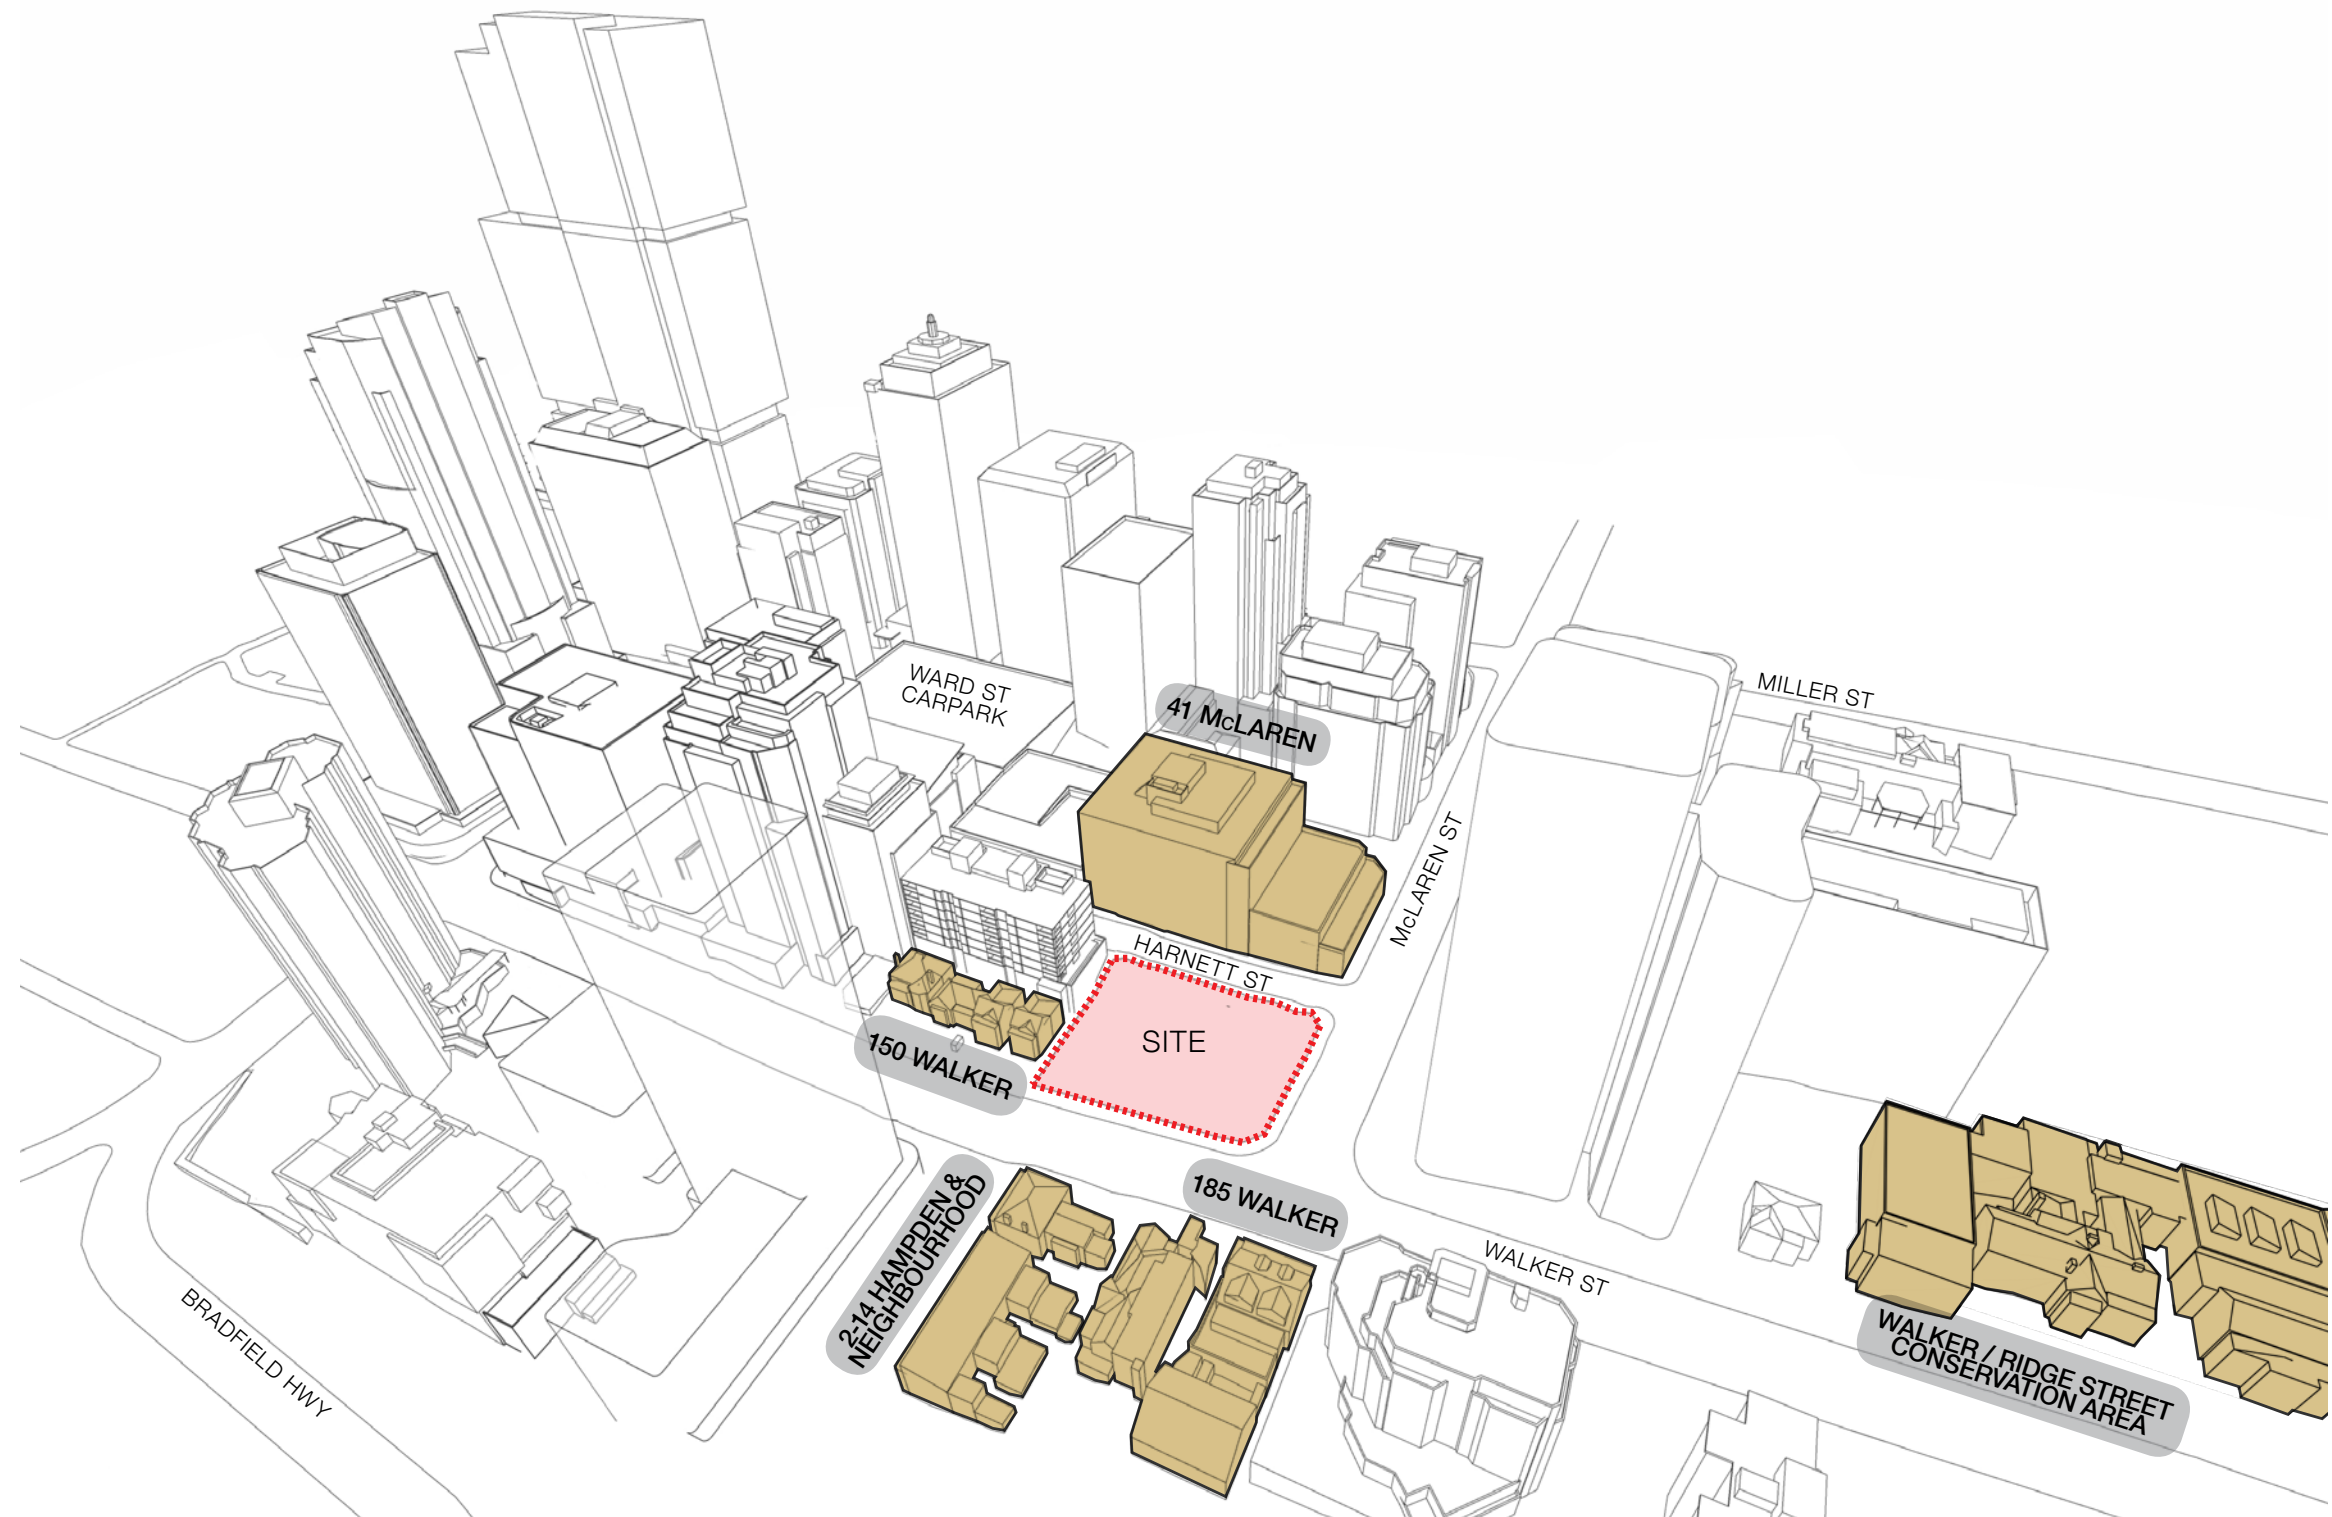 WARD ST
CARPARK
MILLER ST
41 McLAREN
McLAREN ST
HARNETT ST
SITE
150 WALKER
185 WALKER
2-14 HAMPDEN &
NEIGHBOURHOOD
WALKER ST
BRADFIELD HWY
WALKER / RIDGE STREET
CONSERVATION AREA